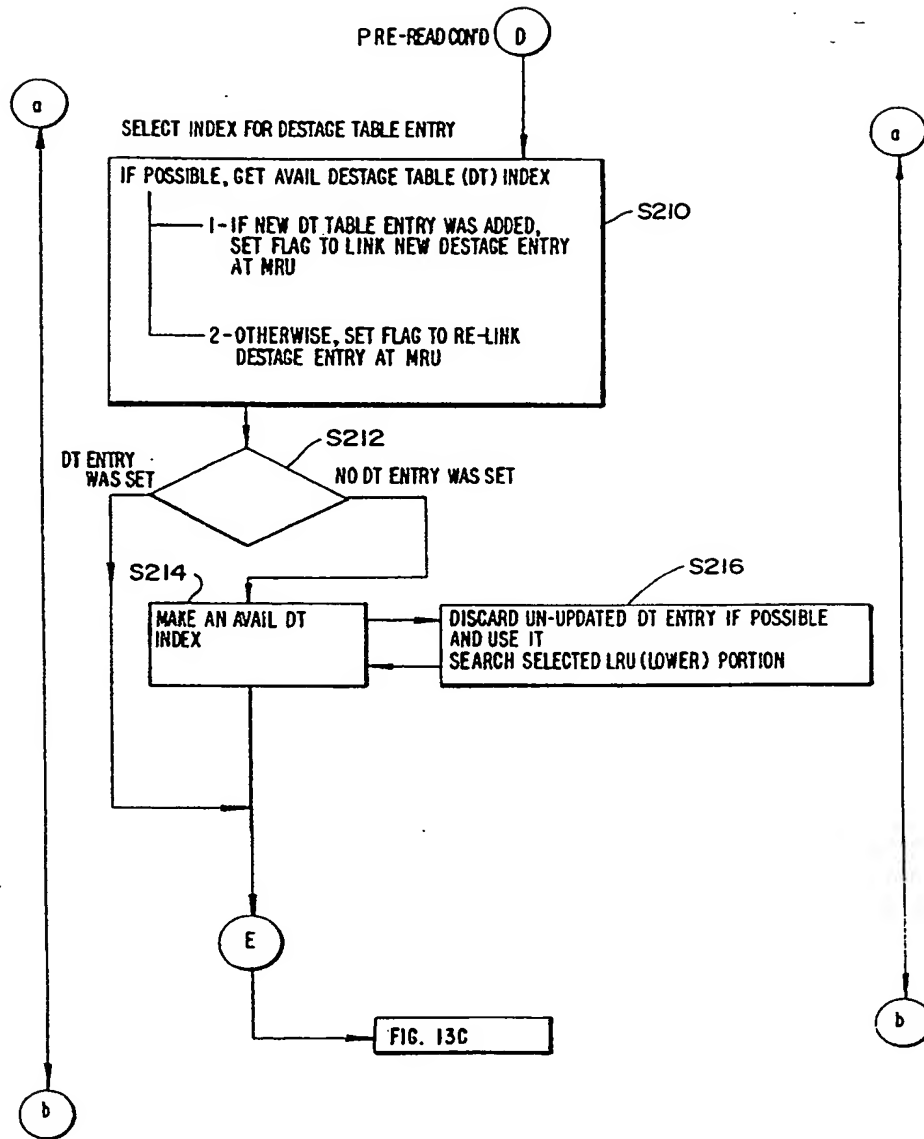 PRE-READ CON'D D
a
a
SELECT INDEX FOR DESTAGE TABLE ENTRY
IF POSSIBLE, GET AVAIL DESTAGE TABLE (DT) INDEX
S210
1-IF NEW DT TABLE ENTRY WAS ADDED,
SET FLAG TO LINK NEW DESTAGE ENTRY
AT MRU
2-OTHERWISE, SET FLAG TO RE-LINK
DESTAGE ENTRY AT MRU
S212
DT ENTRY
WAS SET
NO DT ENTRY WAS SET
S214
S216
MAKE AN AVAIL DT
INDEX
DISCARD UN-UPDATED DT ENTRY IF POSSIBLE
AND USE IT
SEARCH SELECTED LRU (LOWER) PORTION
E
FIG. 13C
b
b